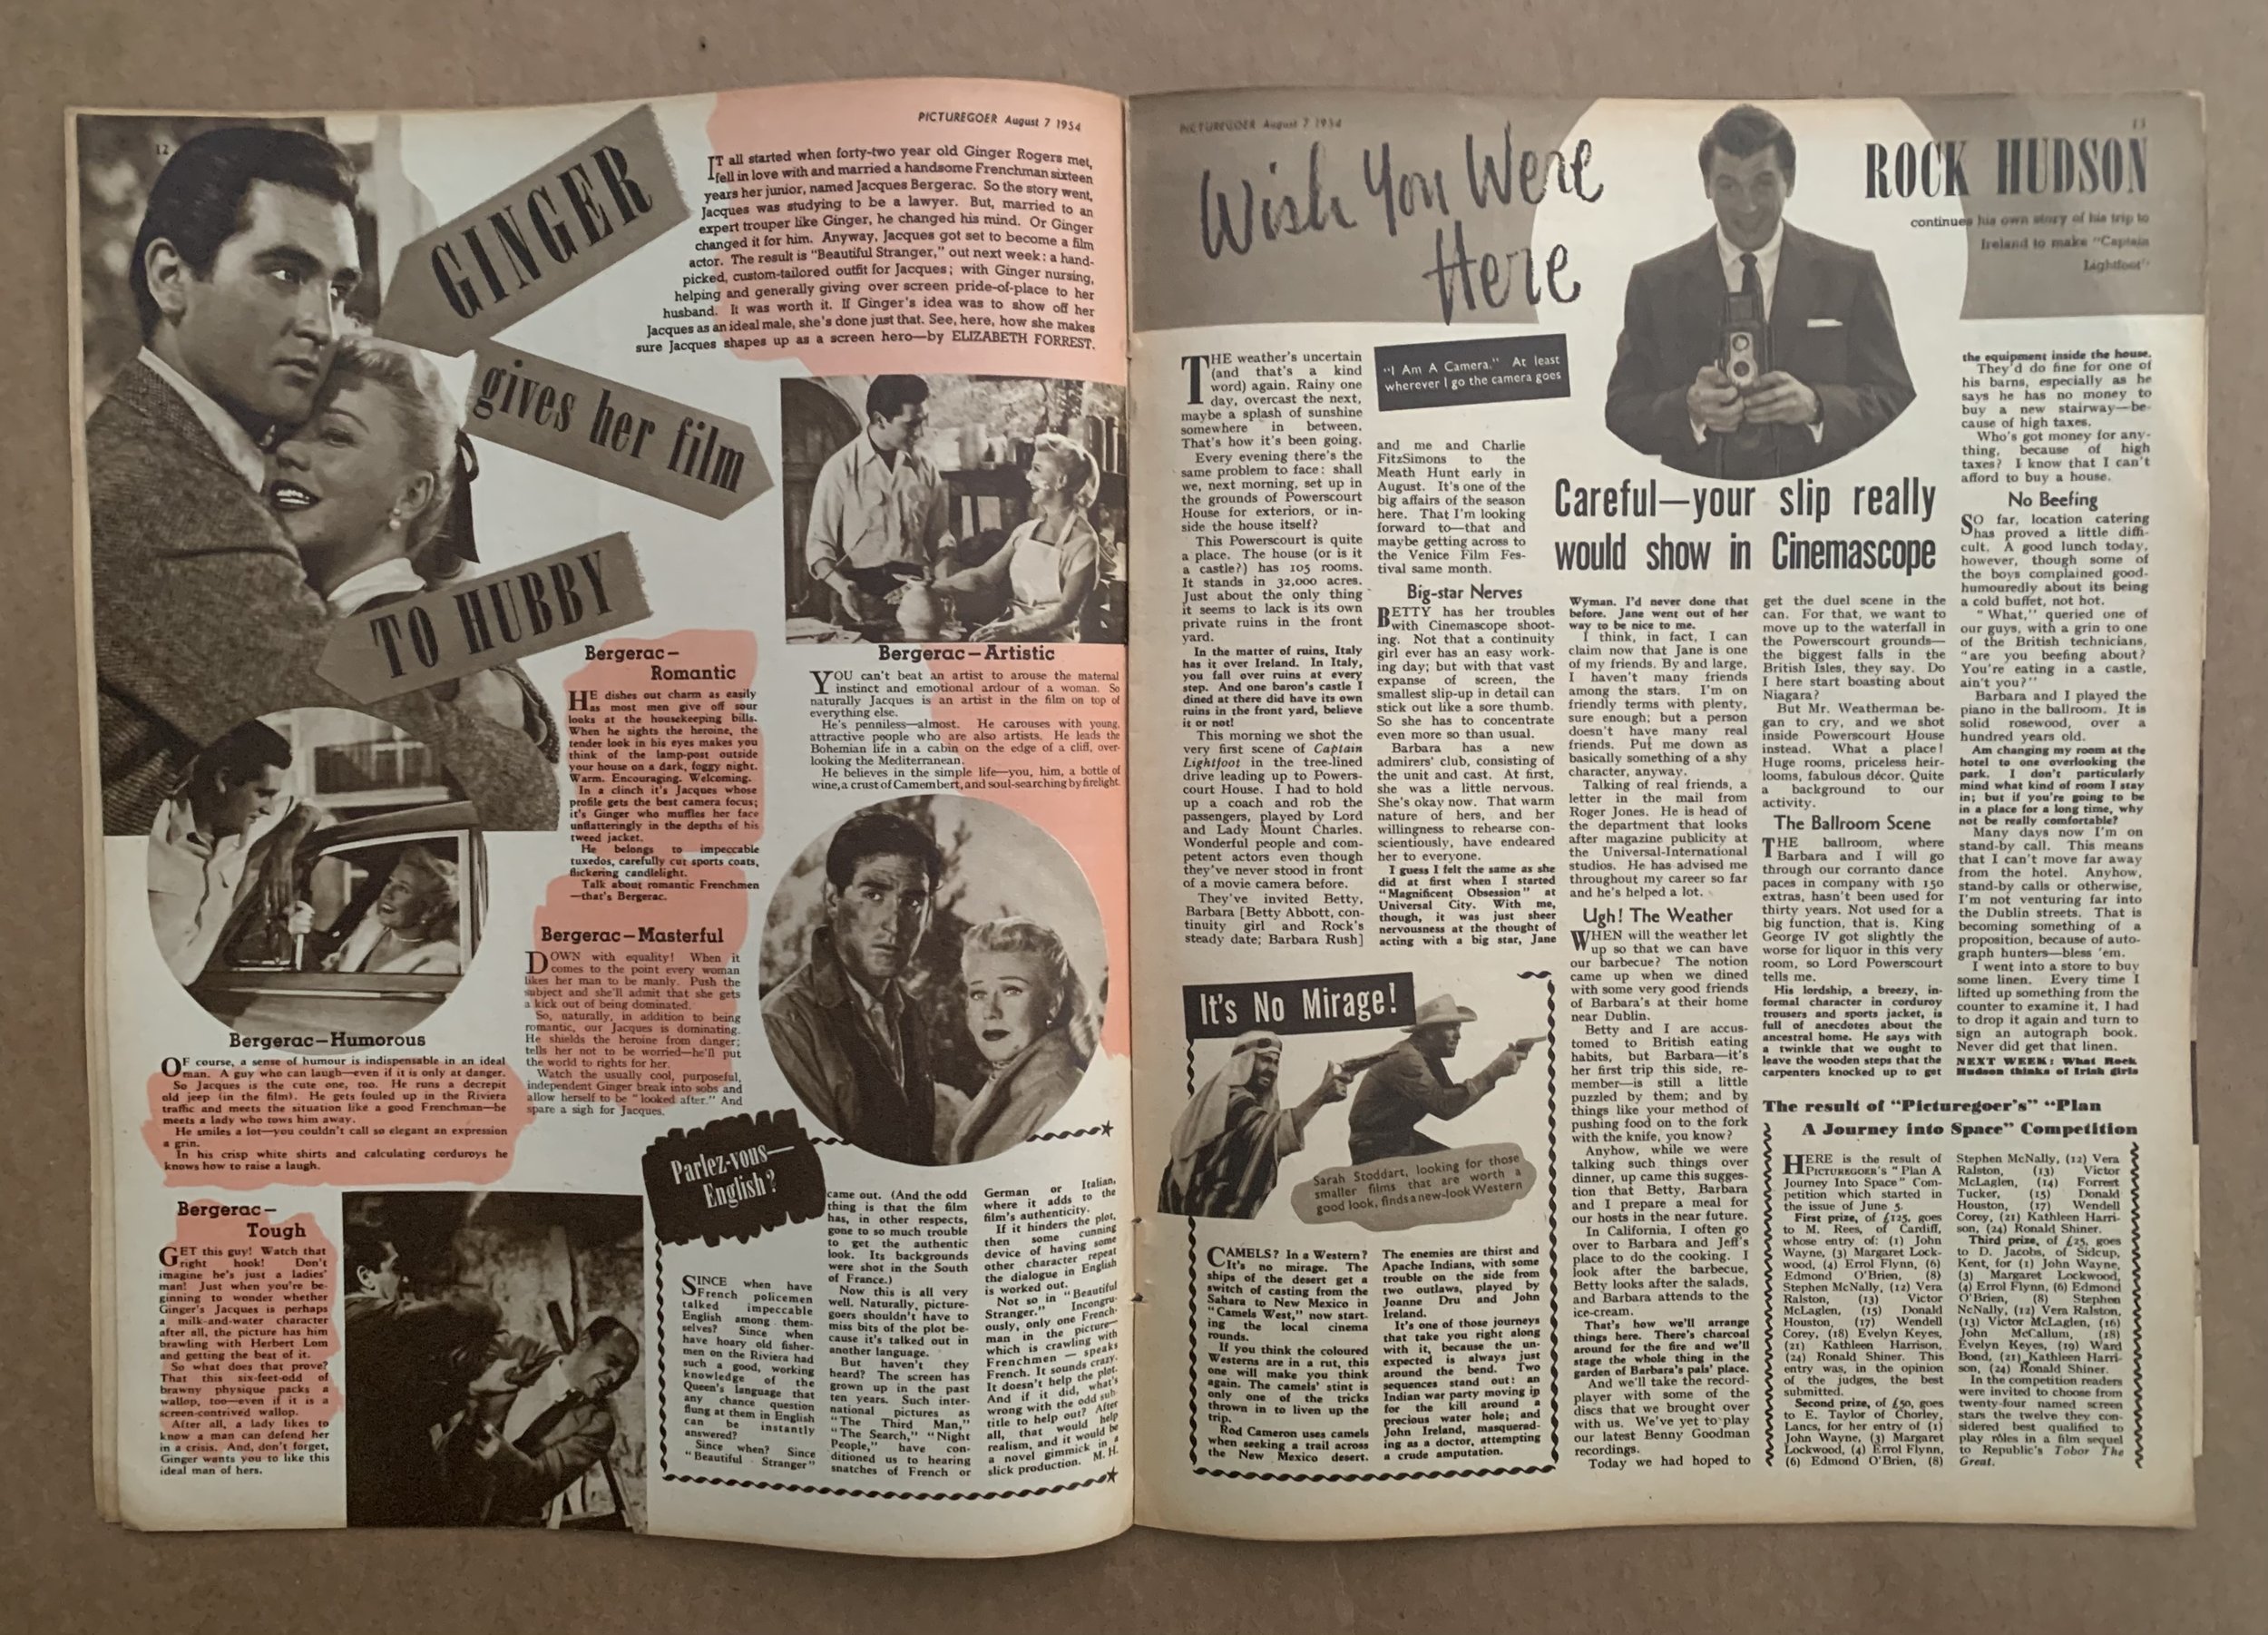 12
PICTUREGOER August 7 1954
GINGER
gives her film
TO HUBBY
IT all started when forty-two year old Ginger Rogers met,
fell in love with and married a handsome Frenchman sixteen
years her junior, named Jacques Bergerac. So the story went,
Jacques was studying to be a lawyer. But, married to an
expert trouper like Ginger, he changed his mind. Or Ginger
changed it for him. Anyway, Jacques got set to become a film
actor. The result is "Beautiful Stranger," out next week: a hand-
picked, custom-tailored outfit for Jacques; with Ginger nursing,
helping and generally giving over screen pride-of-place to her
husband. It was worth it. If Ginger's idea was to show off her
Jacques as an ideal male, she's done just that. See, here, how she makes
sure Jacques shapes up as a screen hero—by ELIZABETH FORREST.
Bergerac—
Romantic
HE dishes out charm as easily
as most men give off sour
looks at the housekeeping bills.
When he sights the heroine, the
tender look in his eyes makes you
think of the lamp-post outside
your house on a dark, foggy night.
Warm. Encouraging. Welcoming.
In a clinch it's Jacques whose
profile gets the best camera focus;
it's Ginger who muffles her face
unflatteringly in the depths of his
tweed jacket.
He belongs to impeccable
tuxedos, carefully cut sports coats,
flickering candlelight.
Talk about romantic Frenchmen
—that's Bergerac.
Bergerac—Artistic
YOU can't beat an artist to arouse the maternal
instinct and emotional ardour of a woman. So
naturally Jacques is an artist in the film on top of
everything else.
He's penniless—almost. He carouses with young,
attractive people who are also artists. He leads the
Bohemian life in a cabin on the edge of a cliff, over-
looking the Mediterranean.
He believes in the simple life—you, him, a bottle of
wine, a crust of Camembert, and soul-searching by firelight.
Bergerac—Masterful
DOWN with equality! When it
comes to the point every woman
likes her man to be manly. Push the
subject and she'll admit that she gets
a kick out of being dominated.
So, naturally, in addition to being
romantic, our Jacques is dominating.
He shields the heroine from danger;
tells her not to be worried—he'll put
the world to rights for her.
Watch the usually cool, purposeful,
independent Ginger break into sobs and
allow herself to be "looked after." And
spare a sigh for Jacques.
Bergerac—Humorous
OF course, a sense of humour is indispensable in an ideal
man. A guy who can laugh—even if it is only at danger.
So Jacques is the cute one, too. He runs a decrepit
old jeep (in the film). He gets fouled up in the Riviera
traffic and meets the situation like a good Frenchman—he
meets a lady who tows him away.
He smiles a lot—you couldn't call so elegant an expression
a grin.
In his crisp white shirts and calculating corduroys he
knows how to raise a laugh.
Bergerac—
Tough
GET this guy! Watch that
right hook! Don't
imagine he's just a ladies'
man! Just when you're be-
ginning to wonder whether
Ginger's Jacques is perhaps
a milk-and-water character
after all, the picture has him
brawling with Herbert Lom
and getting the best of it.
So what does that prove?
That this six-feet-odd of
brawny physique packs a
wallop, too—even if it is a
screen-contrived wallop.
After all, a lady likes to
know a man can defend her
in a crisis. And, don't forget,
Ginger wants you to like this
ideal man of hers.
Parlez-vous—
English?
SINCE when have
French policemen
talked impeccable
English among them-
selves? Since when
have hoary old fisher-
men on the Riviera had
such a good, working
knowledge of the
Queen's language that
any chance question
flung at them in English
can be instantly
answered?
Since when? Since
"Beautiful Stranger"
came out. (And the odd
thing is that the film
has, in other respects,
gone to so much trouble
to get the authentic
look. Its backgrounds
were shot in the South
of France.)
Now this is all very
well. Naturally, picture-
goers shouldn't have to
miss bits of the plot be-
cause it's talked out in
another language.
But haven't they
heard? The screen has
grown up in the past
ten years. Such inter-
national pictures as
"The Third Man,"
"The Search," "Night
People," have con-
ditioned us to hearing
snatches of French or
German or Italian,
where it adds to the
film's authenticity.
If it hinders the plot,
then some cunning
device of having some
other character repeat
the dialogue in English
is worked out.
Not so in "Beautiful
Stranger." Incongru-
ously, only one French-
man in the picture—
which is crawling with
Frenchmen — speaks
French. It sounds crazy.
It doesn't help the plot.
And if it did, what's
wrong with the odd sub-
title to help out? After
all, that would help
realism, and it would be
a novel gimmick in a
slick production. M. H.
PICTUREGOER August 7 1954
13
Wish You Were
Here
ROCK HUDSON
continues his own story of his trip to
Ireland to make "Captain
Lightfoot"
"I Am A Camera." At least
wherever I go the camera goes
Careful—your slip really
would show in Cinemascope
THE weather's uncertain
(and that's a kind
word) again. Rainy one
day, overcast the next,
maybe a splash of sunshine
somewhere in between.
That's how it's been going.
Every evening there's the
same problem to face: shall
we, next morning, set up in
the grounds of Powerscourt
House for exteriors, or in-
side the house itself?
This Powerscourt is quite
a place. The house (or is it
a castle?) has 105 rooms.
It stands in 32,000 acres.
Just about the only thing
it seems to lack is its own
private ruins in the front
yard.
In the matter of ruins, Italy
has it over Ireland. In Italy,
you fall over ruins at every
step. And one baron's castle I
dined at there did have its own
ruins in the front yard, believe
it or not!
This morning we shot the
very first scene of Captain
Lightfoot in the tree-lined
drive leading up to Powers-
court House. I had to hold
up a coach and rob the
passengers, played by Lord
and Lady Mount Charles.
Wonderful people and com-
petent actors even though
they've never stood in front
of a movie camera before.
They've invited Betty,
Barbara [Betty Abbott, con-
tinuity girl and Rock's
steady date; Barbara Rush]
and me and Charlie
FitzSimons to the
Meath Hunt early in
August. It's one of the
big affairs of the season
here. That I'm looking
forward to—that and
maybe getting across to
the Venice Film Fes-
tival same month.
Big-star Nerves
BETTY has her troubles
with Cinemascope shoot-
ing. Not that a continuity
girl ever has an easy work-
ing day; but with that vast
expanse of screen, the
smallest slip-up in detail can
stick out like a sore thumb.
So she has to concentrate
even more so than usual.
Barbara has a new
admirers' club, consisting of
the unit and cast. At first,
she was a little nervous.
She's okay now. That warm
nature of hers, and her
willingness to rehearse con-
scientiously, have endeared
her to everyone.
I guess I felt the same as she
did at first when I started
"Magnificent Obsession" at
Universal City. With me,
though, it was just sheer
nervousness at the thought of
acting with a big star, Jane
Wyman. I'd never done that
before. Jane went out of her
way to be nice to me.
I think, in fact, I can
claim now that Jane is one
of my friends. By and large,
I haven't many friends
among the stars. I'm on
friendly terms with plenty,
sure enough; but a person
doesn't have many real
friends. Put me down as
basically something of a shy
character, anyway.
Talking of real friends, a
letter in the mail from
Roger Jones. He is head of
the department that looks
after magazine publicity at
the Universal-International
studios. He has advised me
throughout my career so far
and he's helped a lot.
Ugh! The Weather
WHEN will the weather let
up so that we can have
our barbecue? The notion
came up when we dined
with some very good friends
of Barbara's at their home
near Dublin.
Betty and I are accus-
tomed to British eating
habits, but Barbara—it's
her first trip this side, re-
member—is still a little
puzzled by them; and by
things like your method of
pushing food on to the fork
with the knife, you know?
Anyhow, while we were
talking such things over
dinner, up came this sugges-
tion that Betty, Barbara
and I prepare a meal for
our hosts in the near future.
In California, I often go
over to Barbara and Jeff's
place to do the cooking. I
look after the barbecue,
Betty looks after the salads,
and Barbara attends to the
ice-cream.
That's how we'll arrange
things here. There's charcoal
around for the fire and we'll
stage the whole thing in the
garden of Barbara's pals' place.
And we'll take the record-
player with some of the
discs that we brought over
with us. We've yet to play
our latest Benny Goodman
recordings.
Today we had hoped to
get the duel scene in the
can. For that, we want to
move up to the waterfall in
the Powerscourt grounds—
the biggest falls in the
British Isles, they say. Do
I here start boasting about
Niagara?
But Mr. Weatherman be-
gan to cry, and we shot
inside Powerscourt House
instead. What a place!
Huge rooms, priceless heir-
looms, fabulous décor. Quite
a background to our
activity.
The Ballroom Scene
THE ballroom, where
Barbara and I will go
through our corranto dance
paces in company with 150
extras, hasn't been used for
thirty years. Not used for a
big function, that is. King
George IV got slightly the
worse for liquor in this very
room, so Lord Powerscourt
tells me.
His lordship, a breezy, in-
formal character in corduroy
trousers and sports jacket, is
full of anecdotes about the
ancestral home. He says with
a twinkle that we ought to
leave the wooden steps that the
carpenters knocked up to get
the equipment inside the house.
They'd do fine for one of
his barns, especially as he
says he has no money to
buy a new stairway—be-
cause of high taxes.
Who's got money for any-
thing, because of high
taxes? I know that I can't
afford to buy a house.
No Beefing
SO far, location catering
has proved a little diffi-
cult. A good lunch today,
however, though some of
the boys complained good-
humouredly about its being
a cold buffet, not hot.
"What," queried one of
our guys, with a grin to one
of the British technicians,
"are you beefing about?
You're eating in a castle,
ain't you?"
Barbara and I played the
piano in the ballroom. It is
solid rosewood, over a
hundred years old.
Am changing my room at the
hotel to one overlooking the
park. I don't particularly
mind what kind of room I stay
in; but if you're going to be
in a place for a long time, why
not be really comfortable?
Many days now I'm on
stand-by call. This means
that I can't move far away
from the hotel. Anyhow,
stand-by calls or otherwise,
I'm not venturing far into
the Dublin streets. That is
becoming something of a
proposition, because of auto-
graph hunters—bless 'em.
I went into a store to buy
some linen. Every time I
lifted up something from the
counter to examine it, I had
to drop it again and turn to
sign an autograph book.
Never did get that linen.
NEXT WEEK: What Rock
Hudson thinks of Irish girls
It's No Mirage!
Sarah Stoddart, looking for those
smaller films that are worth a
good look, finds a new-look Western
CAMELS? In a Western?
It's no mirage. The
ships of the desert get a
switch of casting from the
Sahara to New Mexico in
"Camels West," now start-
ing the local cinema
rounds.
If you think the coloured
Westerns are in a rut, this
one will make you think
again. The camels' stint is
only one of the tricks
thrown in to liven up the
trip.
Rod Cameron uses camels
when seeking a trail across
the New Mexico desert.
The enemies are thirst and
Apache Indians, with some
trouble on the side from
two outlaws, played by
Joanne Dru and John
Ireland.
It's one of those journeys
that take you right along
with it, because the un-
expected is always just
around the bend. Two
sequences stand out: an
Indian war party moving in
for the kill around a
precious water hole; and
John Ireland, masquerad-
ing as a doctor, attempting
a crude amputation.
The result of "Picturegoer's" "Plan
A Journey into Space" Competition
HERE is the result of
PICTUREGOER'S "Plan A
Journey Into Space" Com-
petition which started in
the issue of June 5.
First prize, of £125, goes
to M. Rees, of Cardiff,
whose entry of: (1) John
Wayne, (3) Margaret Lock-
wood, (4) Errol Flynn, (6)
Edmond O'Brien, (8)
Stephen McNally, (12) Vera
Ralston, (13) Victor
McLaglen, (15) Donald
Houston, (17) Wendell
Corey, (18) Evelyn Keyes,
(21) Kathleen Harrison,
(24) Ronald Shiner. This
entry was, in the opinion
of the judges, the best
submitted.
Second prize, of £50, goes
to E. Taylor of Chorley,
Lancs, for her entry of (1)
John Wayne, (3) Margaret
Lockwood, (4) Errol Flynn,
(6) Edmond O'Brien, (8)
Stephen McNally, (12) Vera
Ralston, (13) Victor
McLaglen, (14) Forrest
Tucker, (15) Donald
Houston, (17) Wendell
Corey, (21) Kathleen Harri-
son, (24) Ronald Shiner.
Third prize, of £25, goes
to D. Jacobs, of Sidcup,
Kent, for (1) John Wayne,
(3) Margaret Lockwood,
(4) Errol Flynn, (6) Edmond
O'Brien, (8) Stephen
NcNally, (12) Vera Ralston,
(13) Victor McLaglen, (16)
John McCallum, (18)
Evelyn Keyes, (19) Ward
Bond, (21) Kathleen Harri-
son, (24) Ronald Shiner.
In the competition readers
were invited to choose from
twenty-four named screen
stars the twelve they con-
sidered best qualified to
play rôles in a film sequel
to Republic's Tobor The
Great.